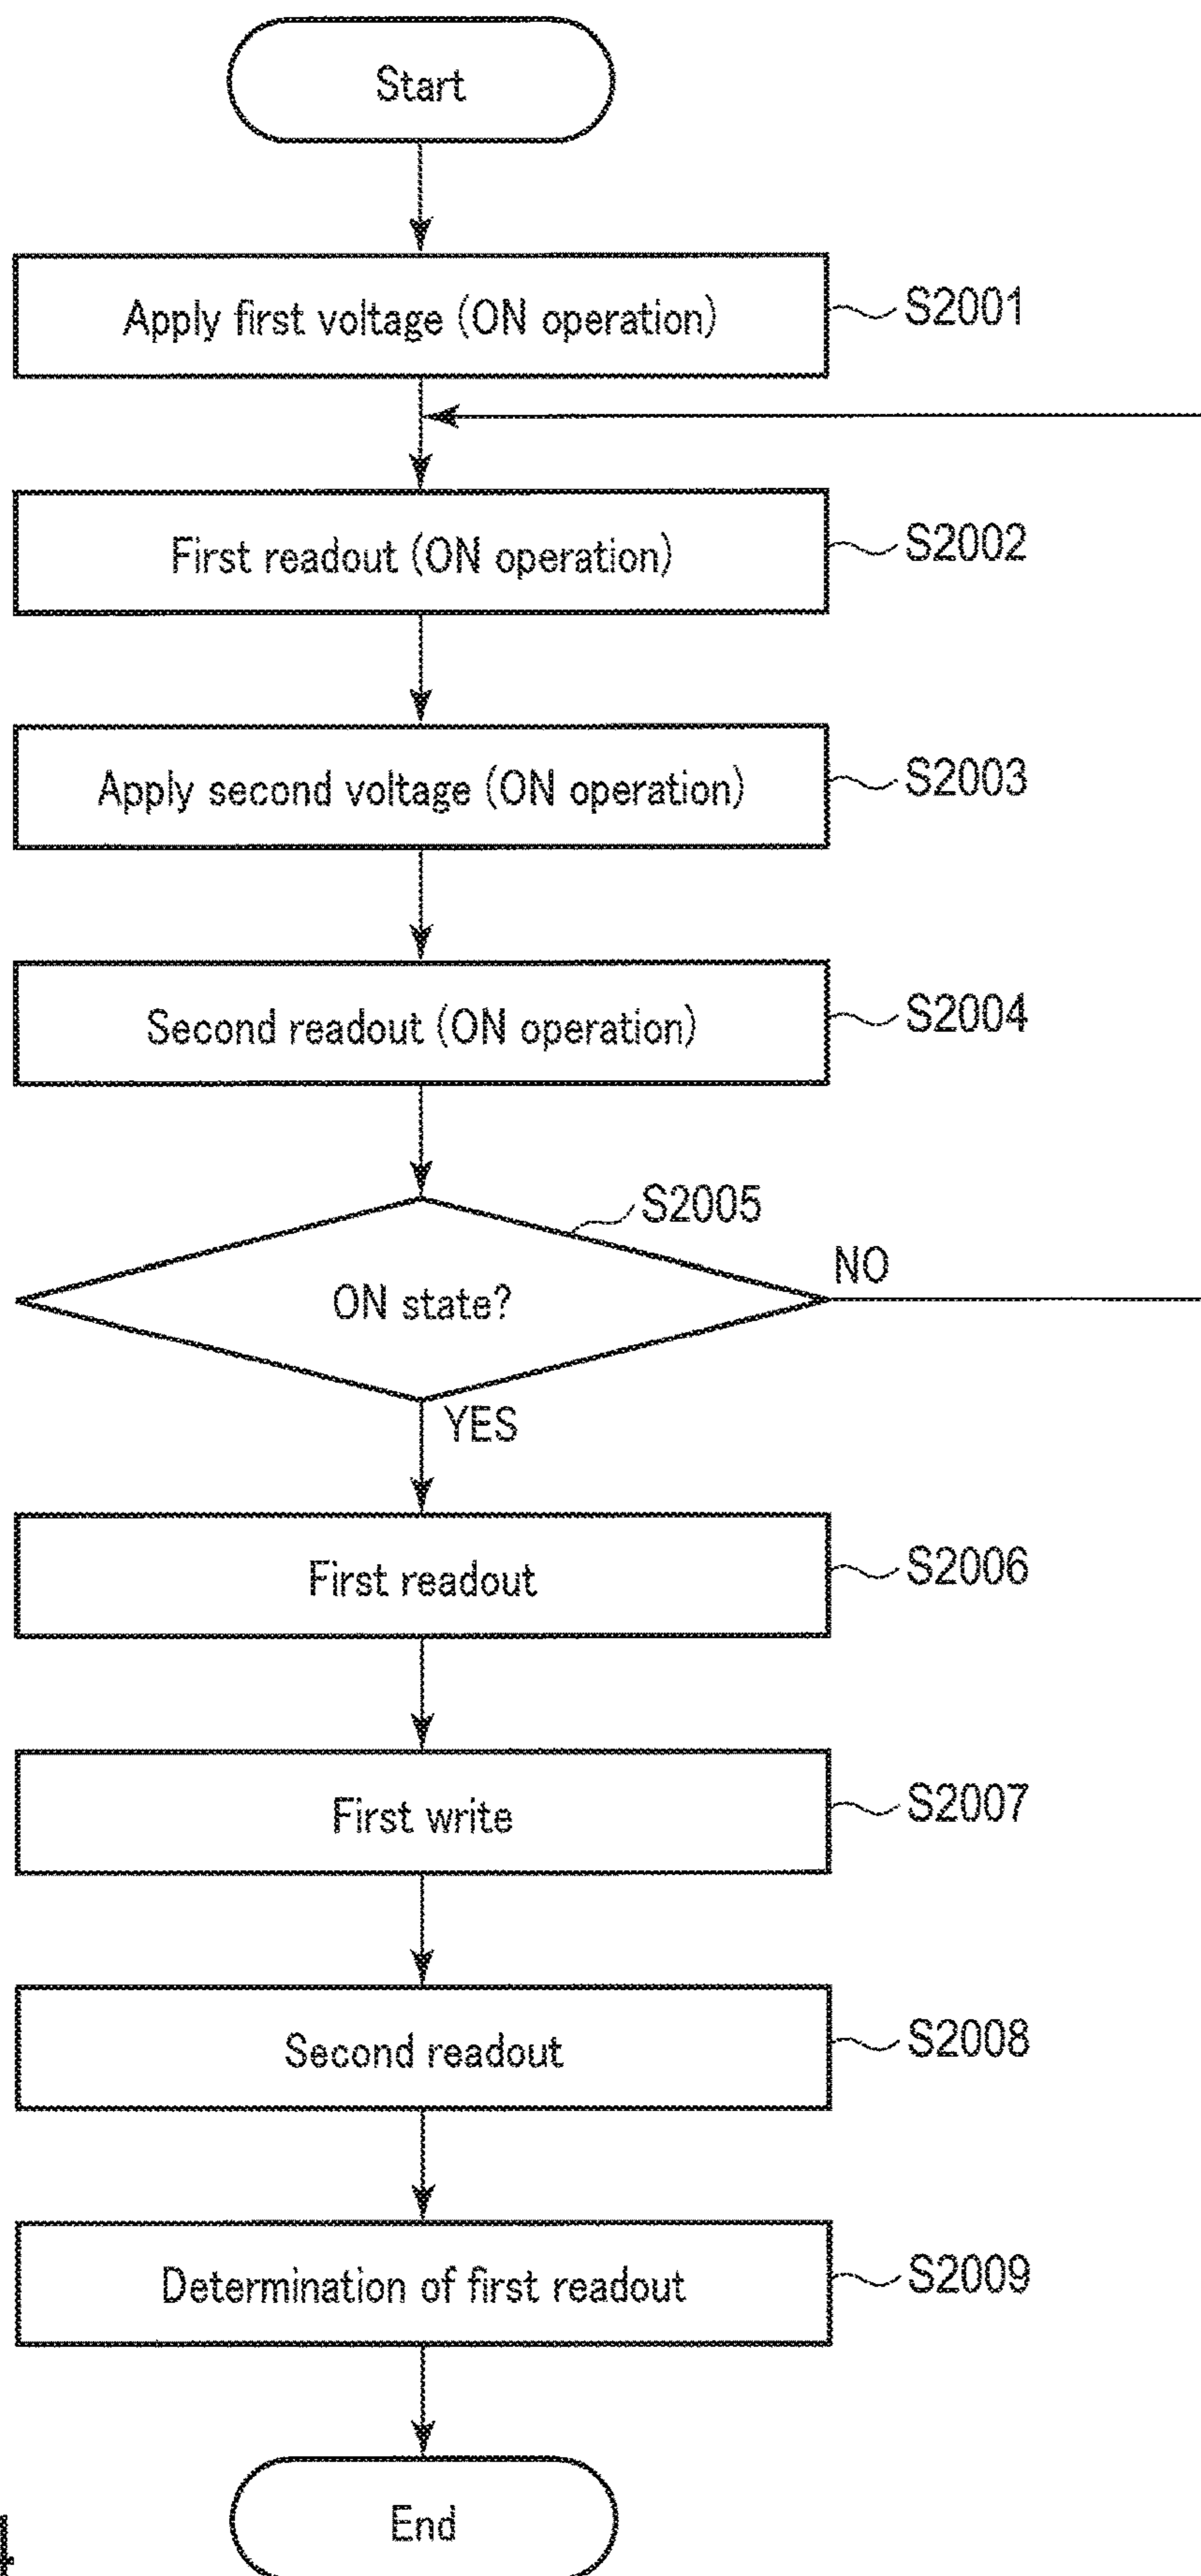 Start
Apply first voltage (ON operation)
S2001
First readout (ON operation)
S2002
Apply second voltage (ON operation)
S2003
Second readout (ON operation)
S2004
S2005
ON state?
NO
YES
First readout
S2006
First write
S2007
Second readout
S2008
Determination of first readout
S2009
End